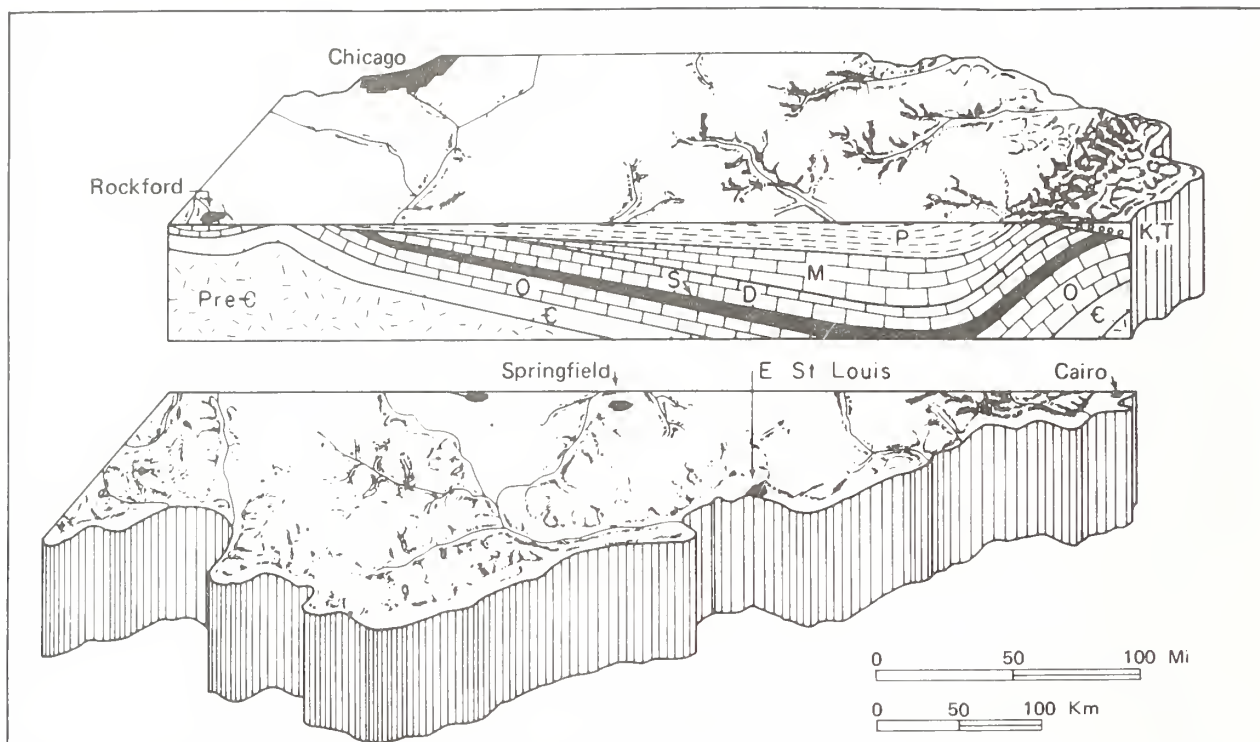 Chicago
Rockford
P
K,T
M
S
O
D
O
Pre Ꞓ
Ꞓ
Ꞓ
Springfield
E St Louis
Cairo
0 50 100 Mi
0 50 100 Km